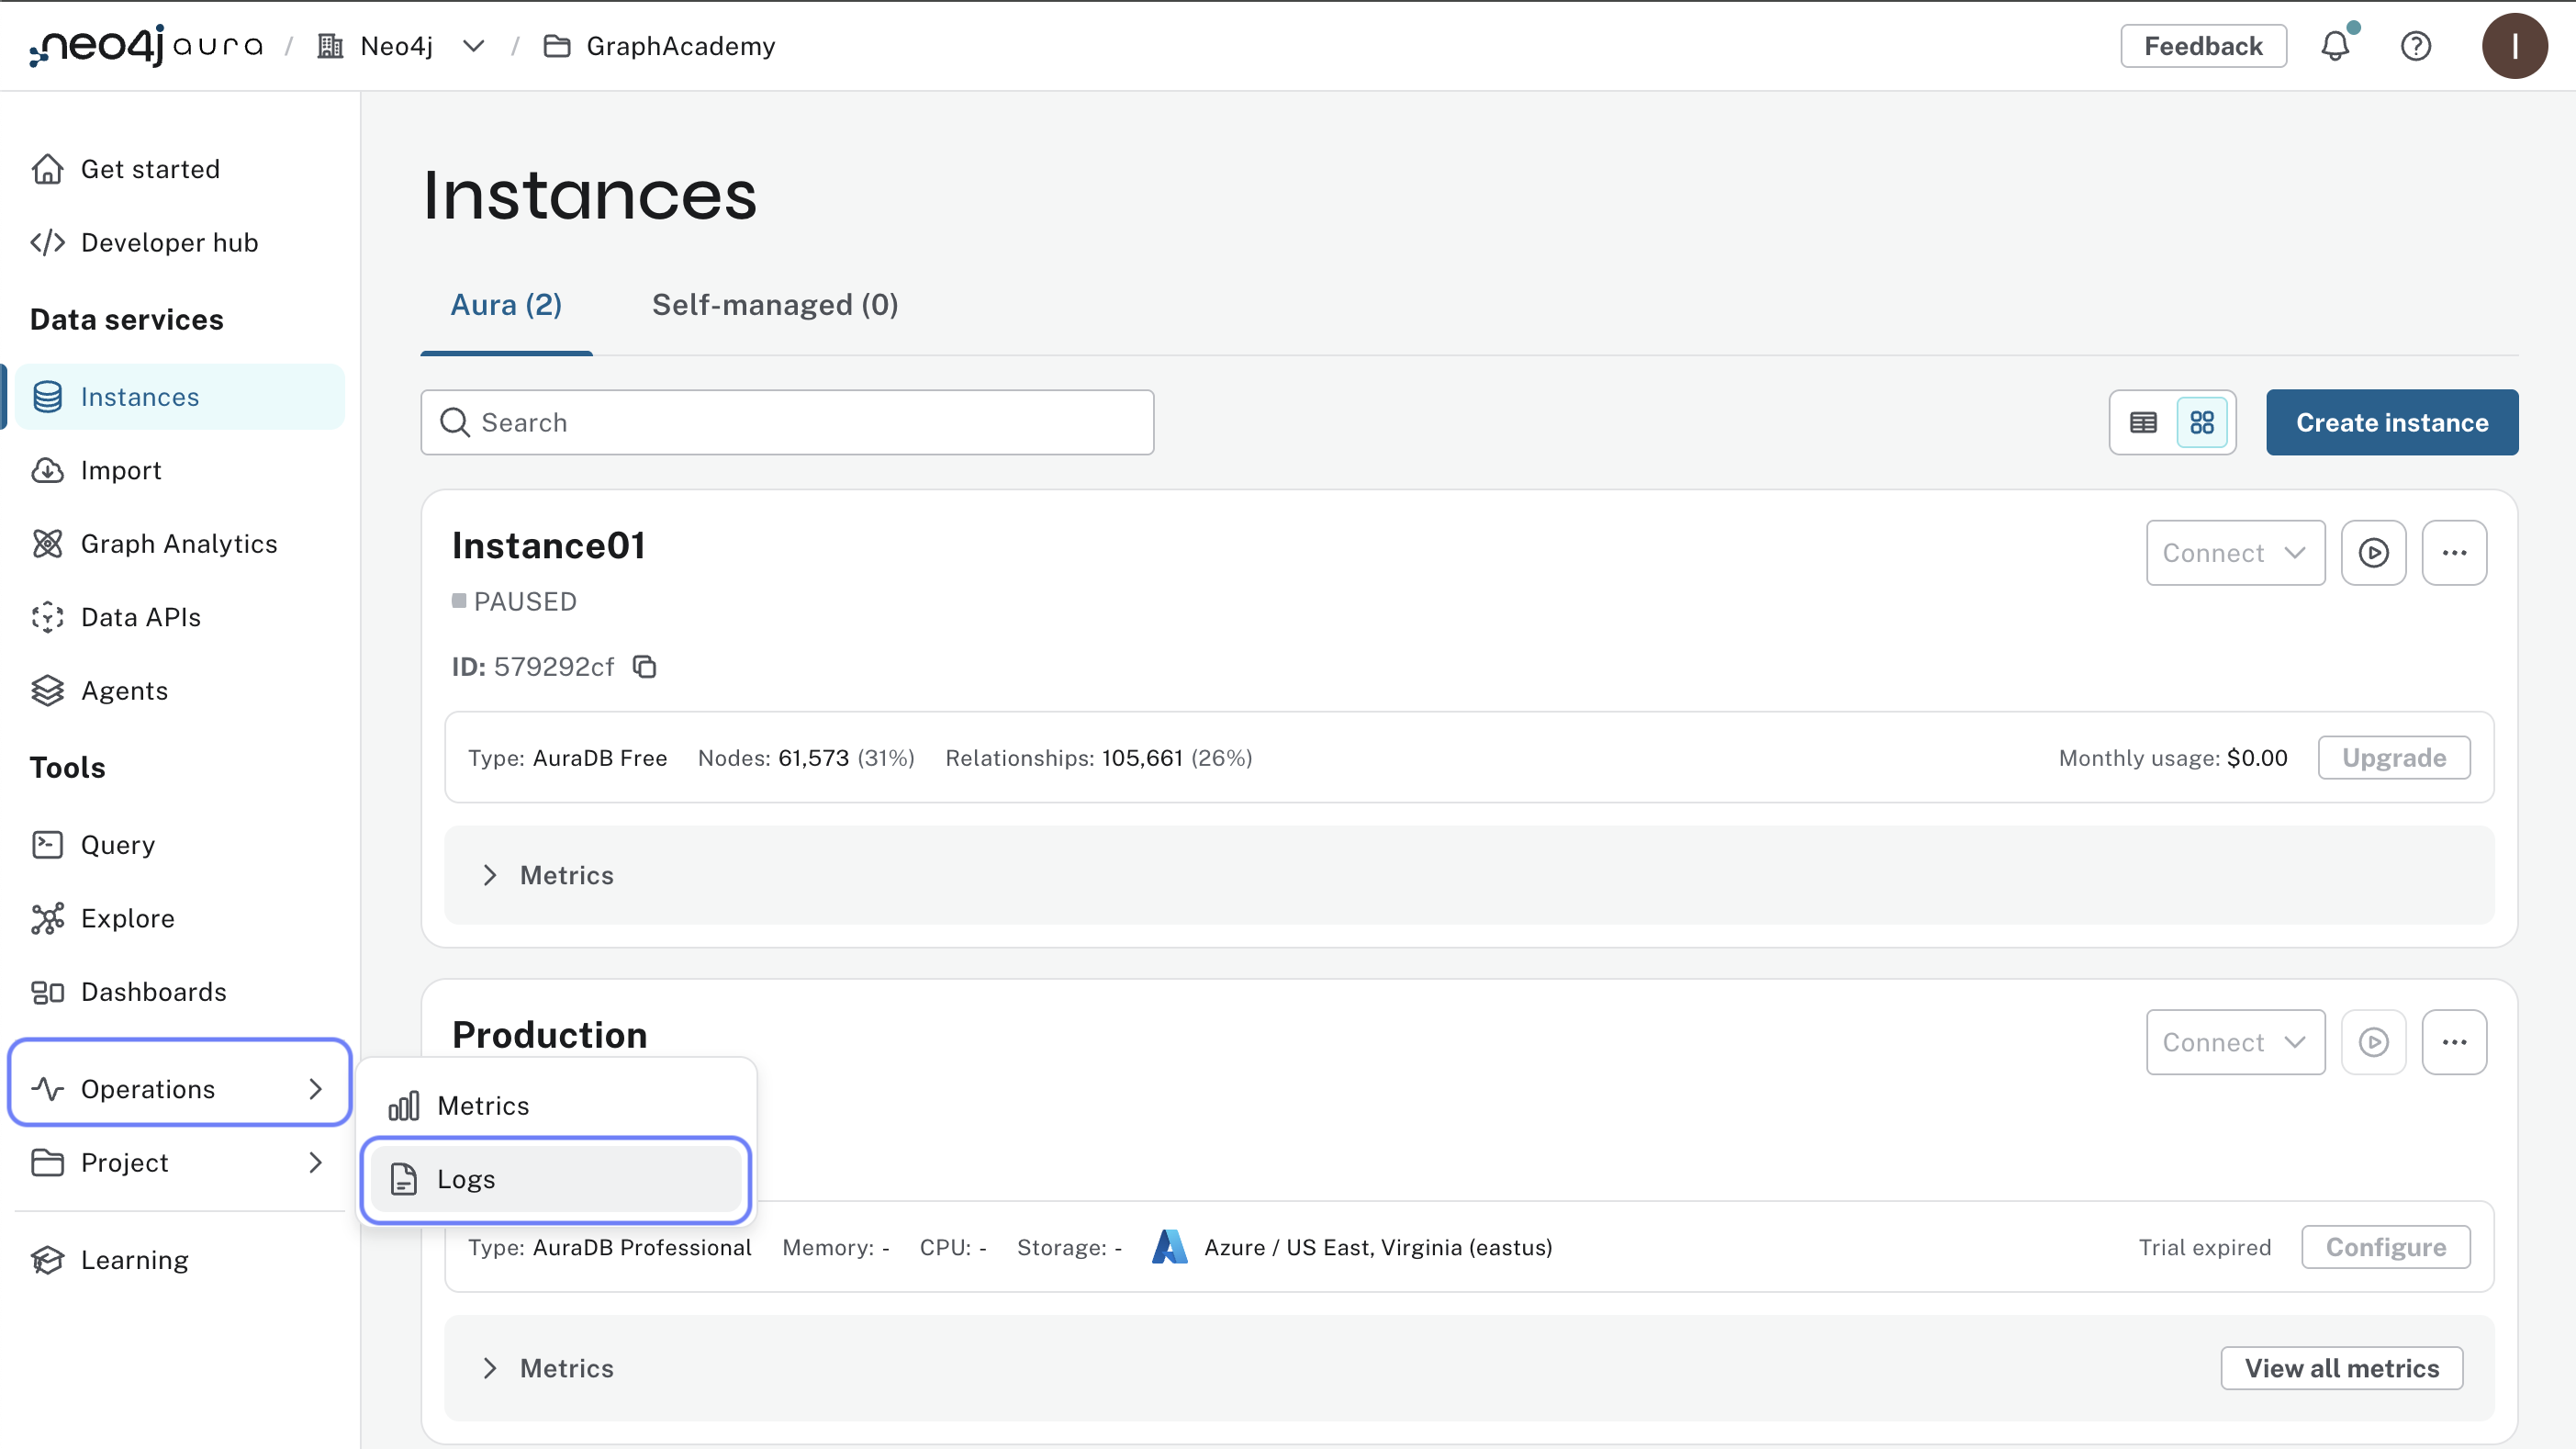 neo4j aura / Neo4j / GraphAcademy
Feedback
I
Get started
Developer hub
Data services
Instances
Import
Graph Analytics
Data APIs
Agents
Tools
Query
Explore
Dashboards
Operations
Project
Learning
Metrics
Logs
Instances
Aura (2)
Self-managed (0)
Search
Create instance
Instance01
Connect
PAUSED
ID: 579292cf
Type: AuraDB Free Nodes: 61,573 (31%) Relationships: 105,661 (26%)
Monthly usage: $0.00
Upgrade
Metrics
Production
Connect
Type: AuraDB Professional Memory: - CPU: - Storage: - Azure / US East, Virginia (eastus)
Trial expired
Configure
Metrics
View all metrics